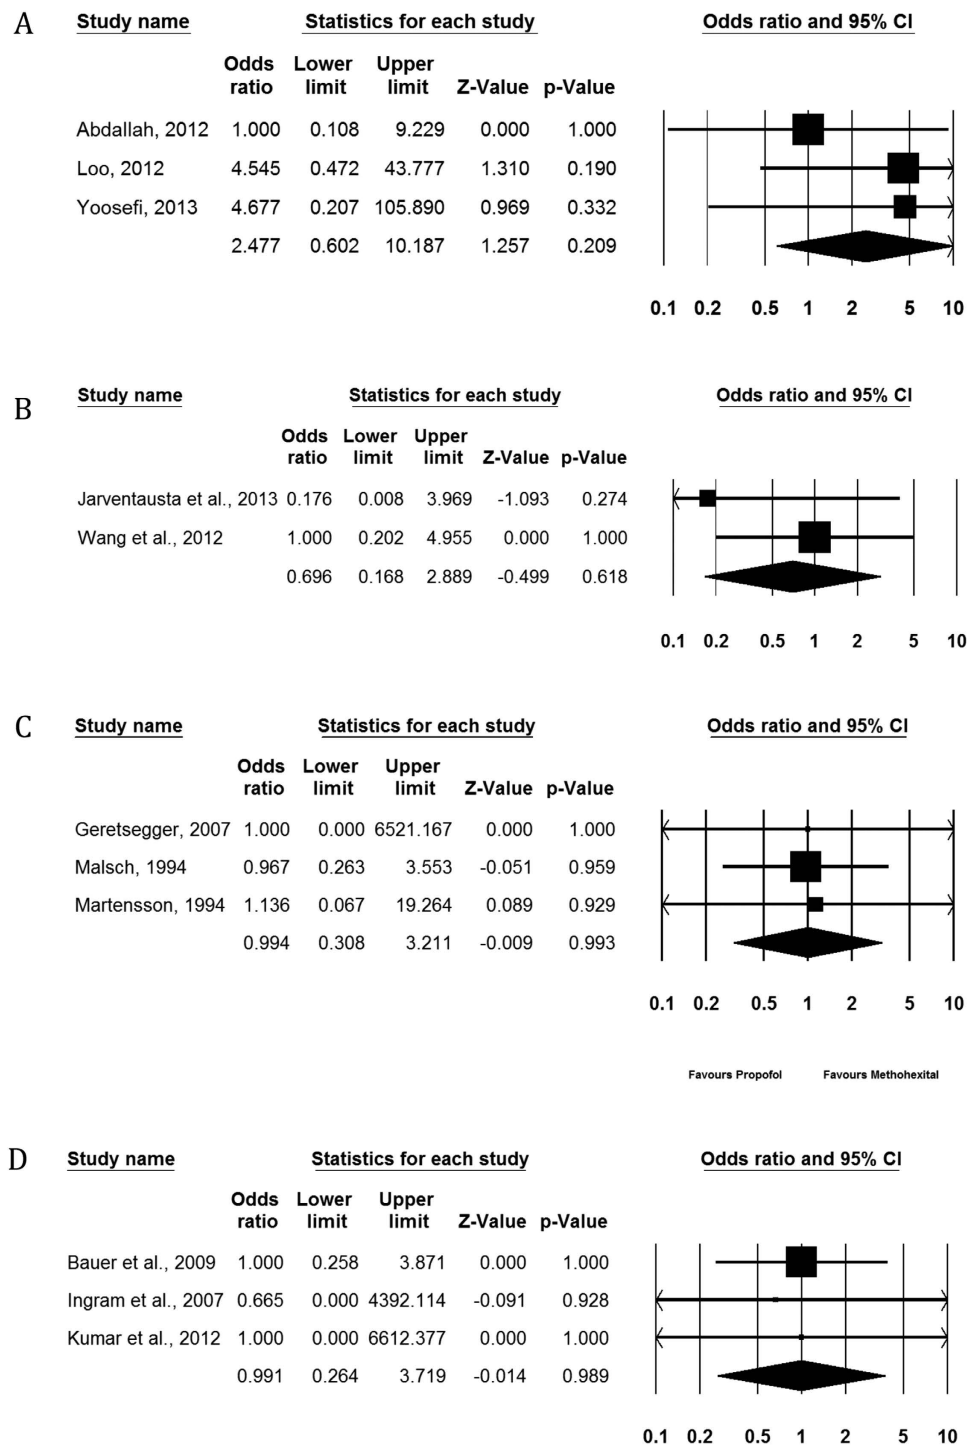 A Study name Statistics for each study Odds ratio and 95% CI
Odds Lower Upper
ratio limit limit Z-Value p-Value
Abdallah, 2012 1.000 0.108 9.229 0.000 1.000
Loo, 2012 4.545 0.472 43.777 1.310 0.190
Yoosefi, 2013 4.677 0.207 105.890 0.969 0.332
2.477 0.602 10.187 1.257 0.209
0.1 0.2 0.5 1 2 5 10
B Study name Statistics for each study Odds ratio and 95% CI
Odds Lower Upper
ratio limit limit Z-Value p-Value
Jarventausta et al., 2013 0.176 0.008 3.969 -1.093 0.274
Wang et al., 2012 1.000 0.202 4.955 0.000 1.000
0.696 0.168 2.889 -0.499 0.618
0.1 0.2 0.5 1 2 5 10
C Study name Statistics for each study Odds ratio and 95% CI
Odds Lower Upper
ratio limit limit Z-Value p-Value
Geretsegger, 2007 1.000 0.000 6521.167 0.000 1.000
Malsch, 1994 0.967 0.263 3.553 -0.051 0.959
Martensson, 1994 1.136 0.067 19.264 0.089 0.929
0.994 0.308 3.211 -0.009 0.993
0.1 0.2 0.5 1 2 5 10
Favours Propofol Favours Methohexital
D Study name Statistics for each study Odds ratio and 95% CI
Odds Lower Upper
ratio limit limit Z-Value p-Value
Bauer et al., 2009 1.000 0.258 3.871 0.000 1.000
Ingram et al., 2007 0.665 0.000 4392.114 -0.091 0.928
Kumar et al., 2012 1.000 0.000 6612.377 0.000 1.000
0.991 0.264 3.719 -0.014 0.989
0.1 0.2 0.5 1 2 5 10